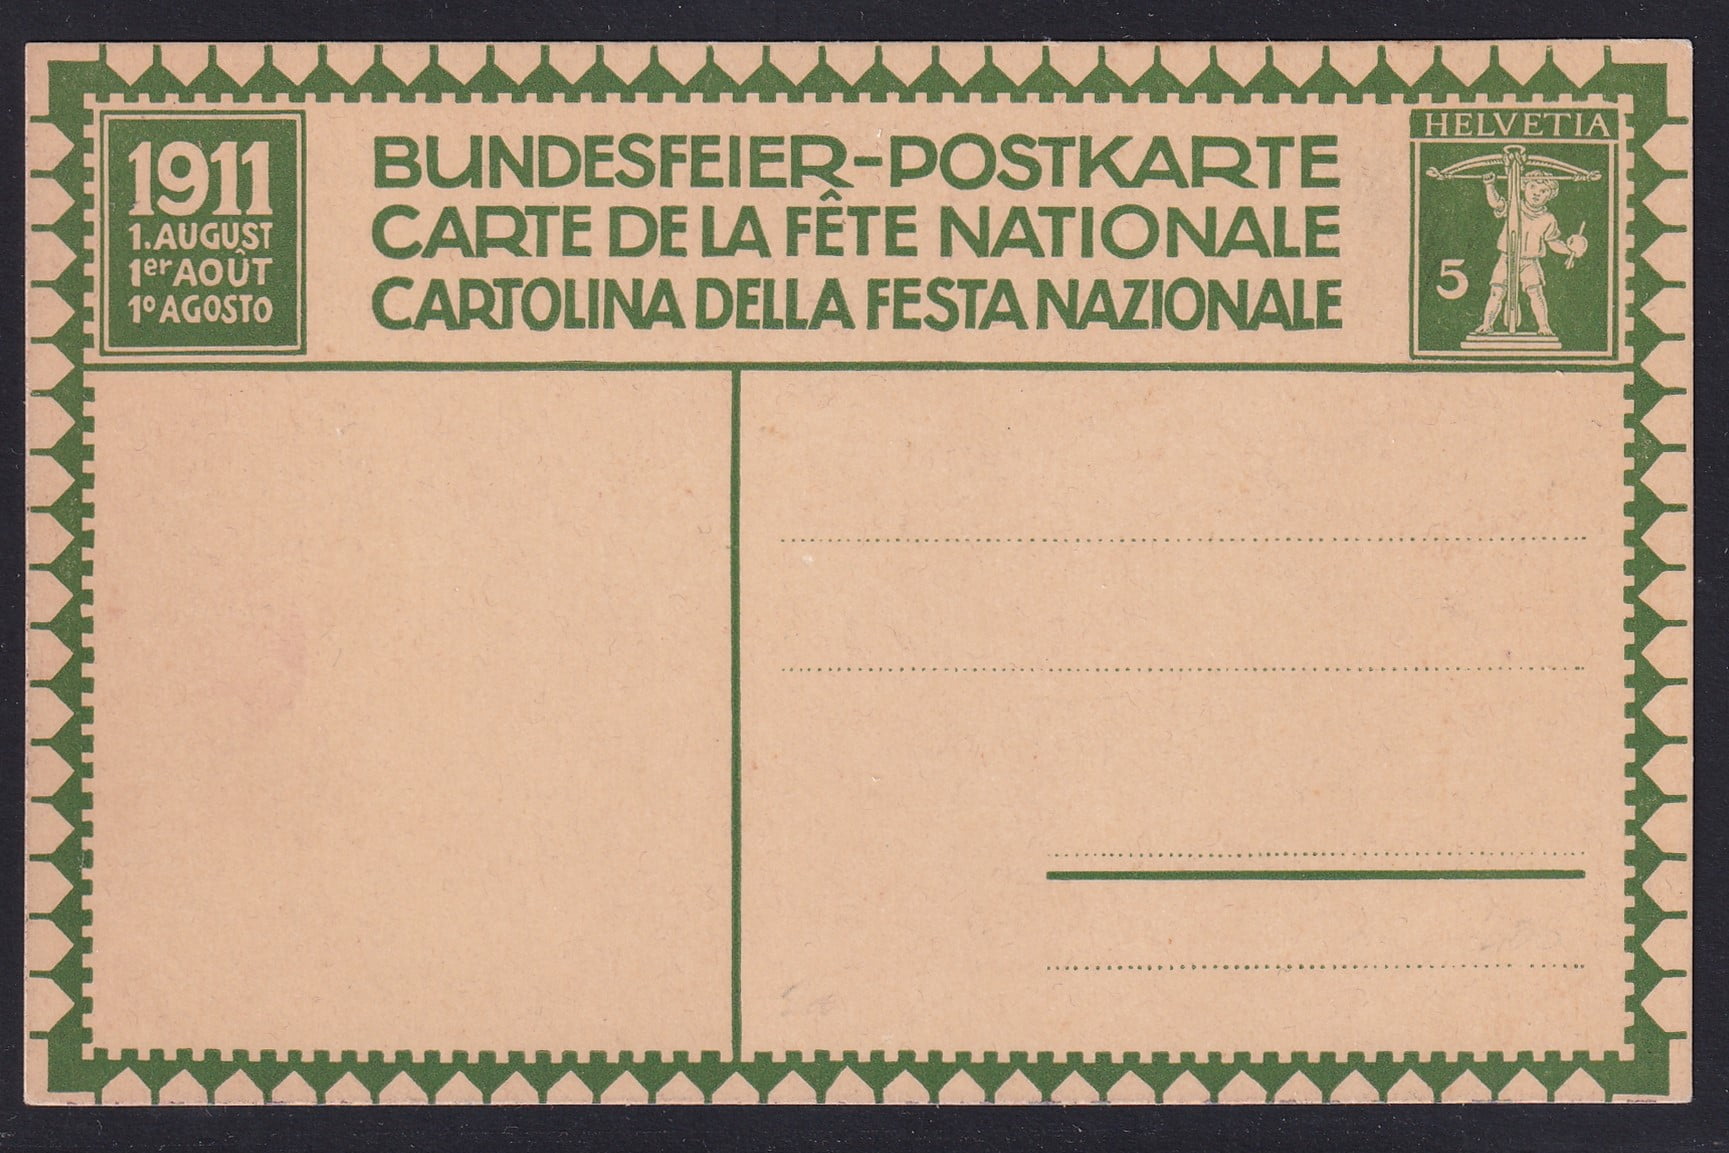 1911
1. AUGUST
1er AOÛT
1º AGOSTO
BUNDESFEIER-POSTKARTE
CARTE DE LA FÊTE NATIONALE
CARTOLINA DELLA FESTA NAZIONALE
HELVETIA
5